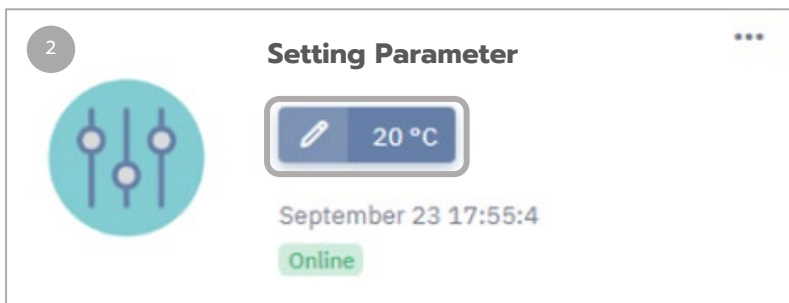 2
Setting Parameter
•••
20 °C
September 23 17:55:4
Online